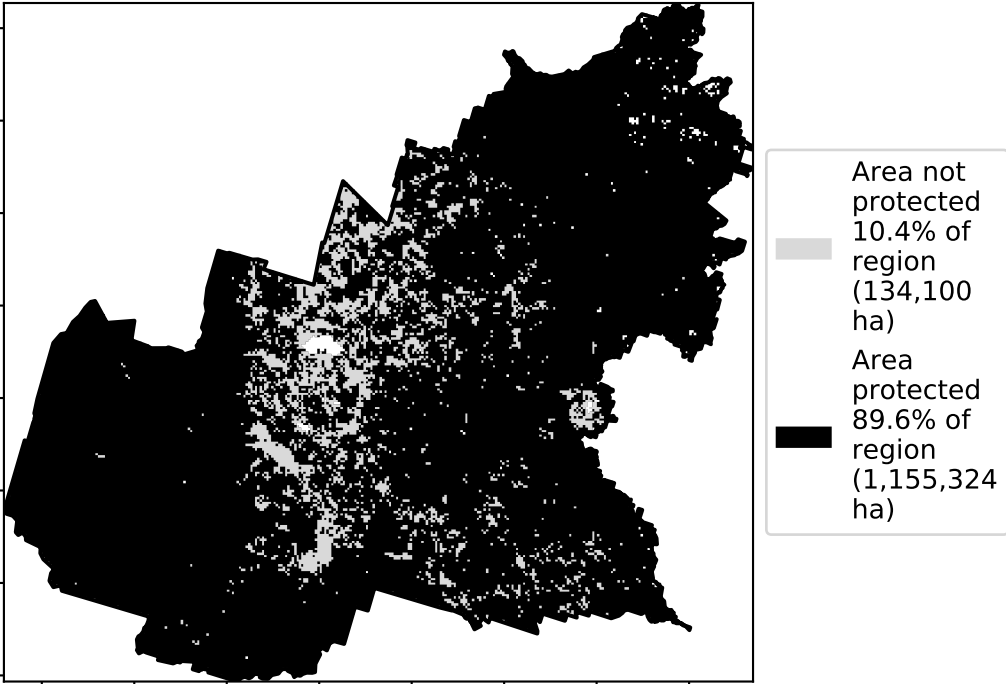 Area not
protected
10.4% of
region
(134,100
ha)
Area
protected
89.6% of
region
(1,155,324
ha)